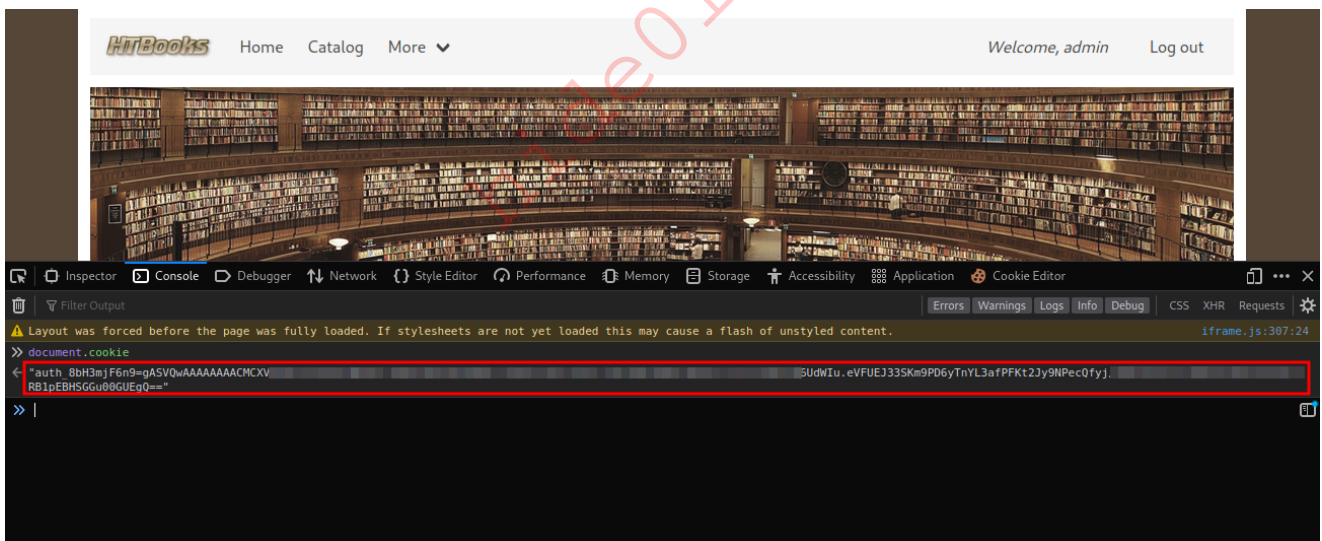 HTBooks Home Catalog More Welcome, admin Log out
Inspector Console Debugger Network Style Editor Performance Memory Storage Accessibility Application Cookie Editor
Filter Output Errors Warnings Logs Info Debug CSS XHR Requests
Layout was forced before the page was fully loaded. If stylesheets are not yet loaded this may cause a flash of unstyled content. iframe.js:307:24
document.cookie
"auth_8bH3mjF6n9=gASVQwAAAAAAAACMCXV 6UdWIu.eVFUEJ33SKm9PD6yTnYL3afPFKt2Jy9NPecQfyj
RB1pEBHSGGu00GUEgQ=="